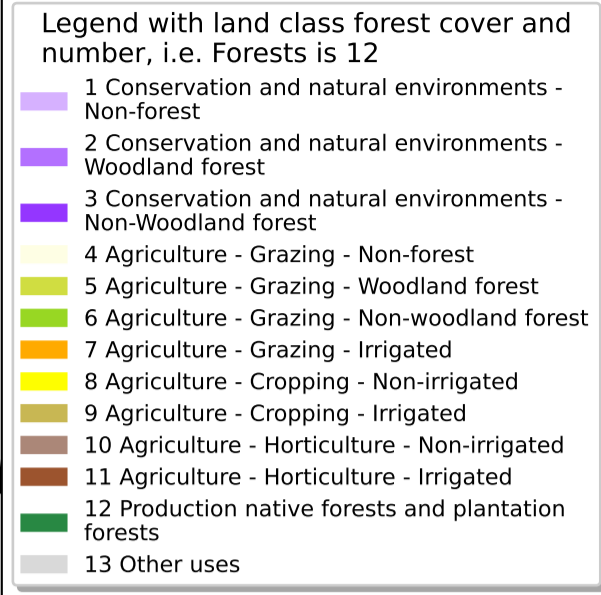 Legend with land class forest cover and
number, i.e. Forests is 12
1 Conservation and natural environments -
Non-forest
2 Conservation and natural environments -
Woodland forest
3 Conservation and natural environments -
Non-Woodland forest
4 Agriculture - Grazing - Non-forest
5 Agriculture - Grazing - Woodland forest
6 Agriculture - Grazing - Non-woodland forest
7 Agriculture - Grazing - Irrigated
8 Agriculture - Cropping - Non-irrigated
9 Agriculture - Cropping - Irrigated
10 Agriculture - Horticulture - Non-irrigated
11 Agriculture - Horticulture - Irrigated
12 Production native forests and plantation
forests
13 Other uses